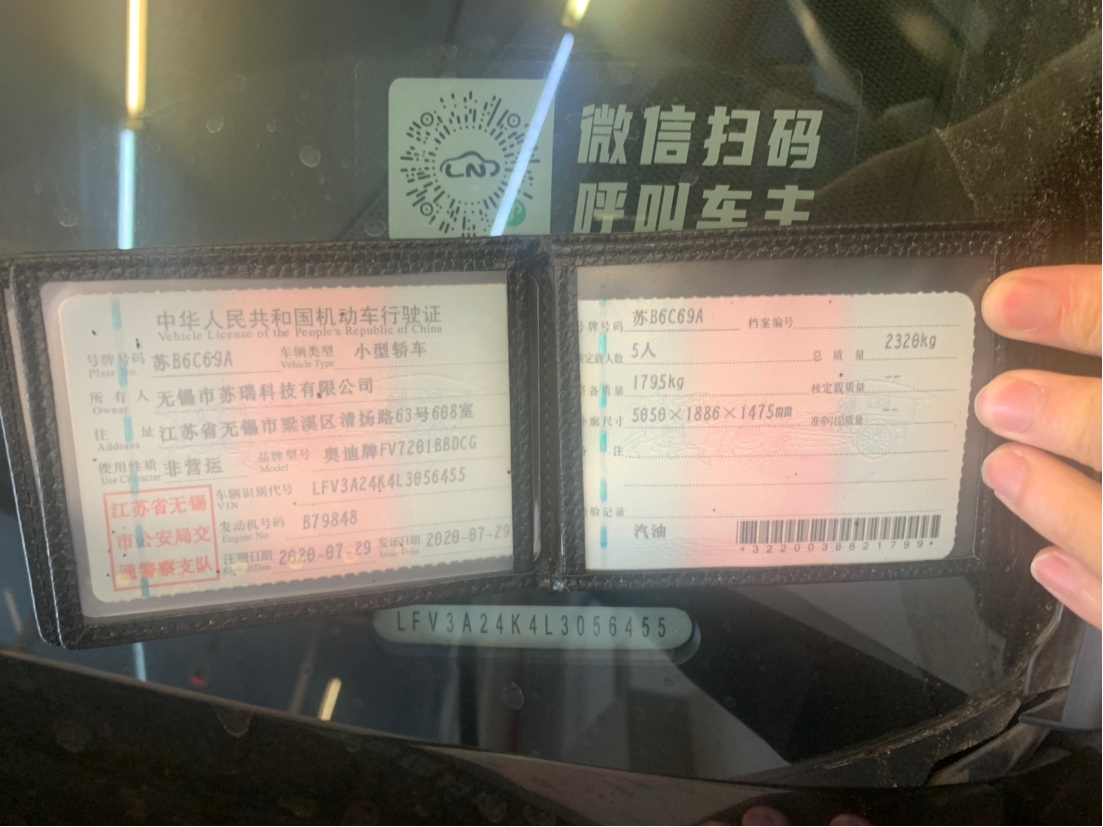 LN
微信扫码
呼叫车主
中华人民共和国机动车行驶证
Vehicle License of the People's Republic of China
号牌号码 苏B6C69A 车辆类型 小型轿车
Plate No. Vehicle Type
所有人 无锡市苏瑞科技有限公司
Owner
住址 江苏省无锡市梁溪区清扬路63号608室
Address
使用性质 非营运 品牌型号 奥迪牌FV7201BBDCG
Use Character Model
江苏省无锡
市公安局交
通警察支队
车辆识别代号 LFV3A24K4L3056455
VIN
发动机号码 B79848
Engine No.
注册日期 2020-07-29 发证日期 2020-07-29
Register Date Issue Date
号牌号码 苏B6C69A 档案编号
定载人数 5人 总质量 2320kg
备质量 1795kg 核定载质量 --
廓尺寸 5050×1886×1475mm 准牵引总质量 --
注
验记录
汽油
*3220036821799*
LFV3A24K4L3056455